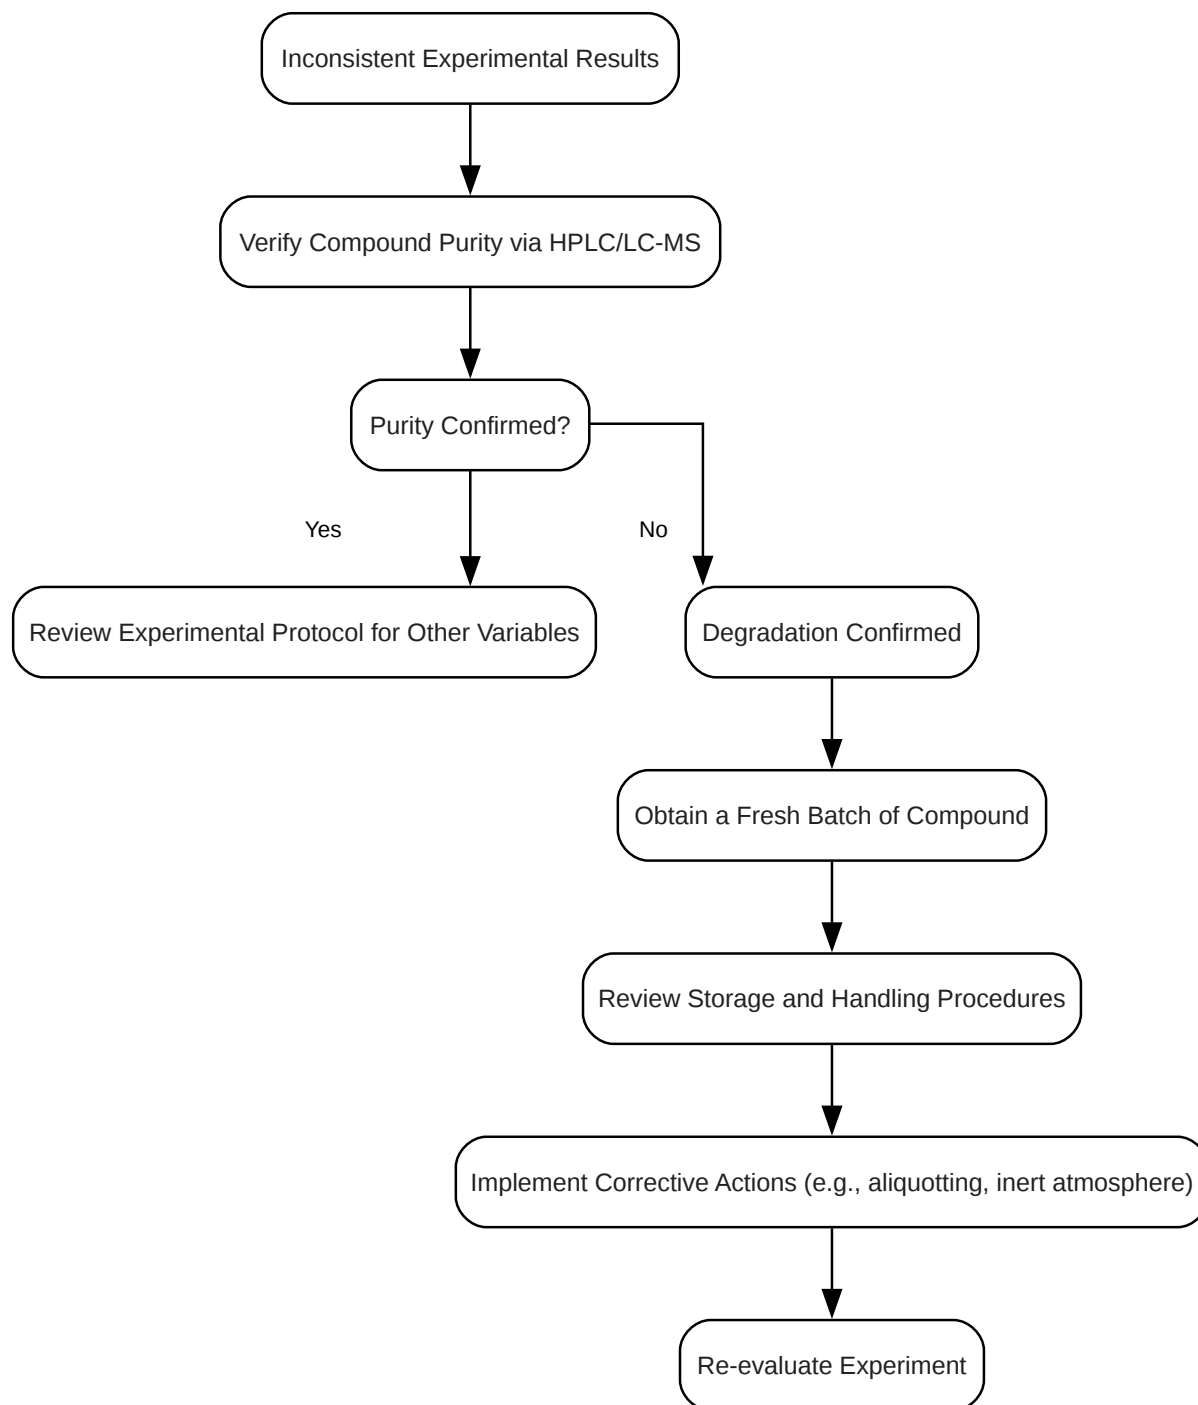 Inconsistent Experimental Results
Verify Compound Purity via HPLC/LC-MS
Purity Confirmed?
Yes
No
Review Experimental Protocol for Other Variables
Degradation Confirmed
Obtain a Fresh Batch of Compound
Review Storage and Handling Procedures
Implement Corrective Actions (e.g., aliquotting, inert atmosphere)
Re-evaluate Experiment